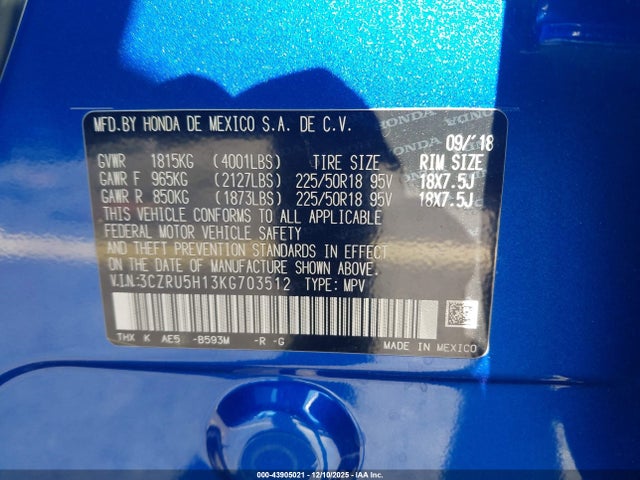 MFD.BY HONDA DE MEXICO S.A. DE C.V.
09/'18
GVWR 1815KG (4001LBS) TIRE SIZE RIM SIZE
GAWR F 965KG (2127LBS) 225/50R18 95V 18X7.5J
GAWR R 850KG (1873LBS) 225/50R18 95V 18X7.5J
THIS VEHICLE CONFORMS TO ALL APPLICABLE
FEDERAL MOTOR VEHICLE SAFETY
AND THEFT PREVENTION STANDARDS IN EFFECT
ON THE DATE OF MANUFACTURE SHOWN ABOVE.
V.I.N:3CZRU5H13KG703512 TYPE: MPV
THX K AE5 -B593M -R -G
MADE IN MEXICO
000-43905021 - 12/10/2025 - IAAI.CA